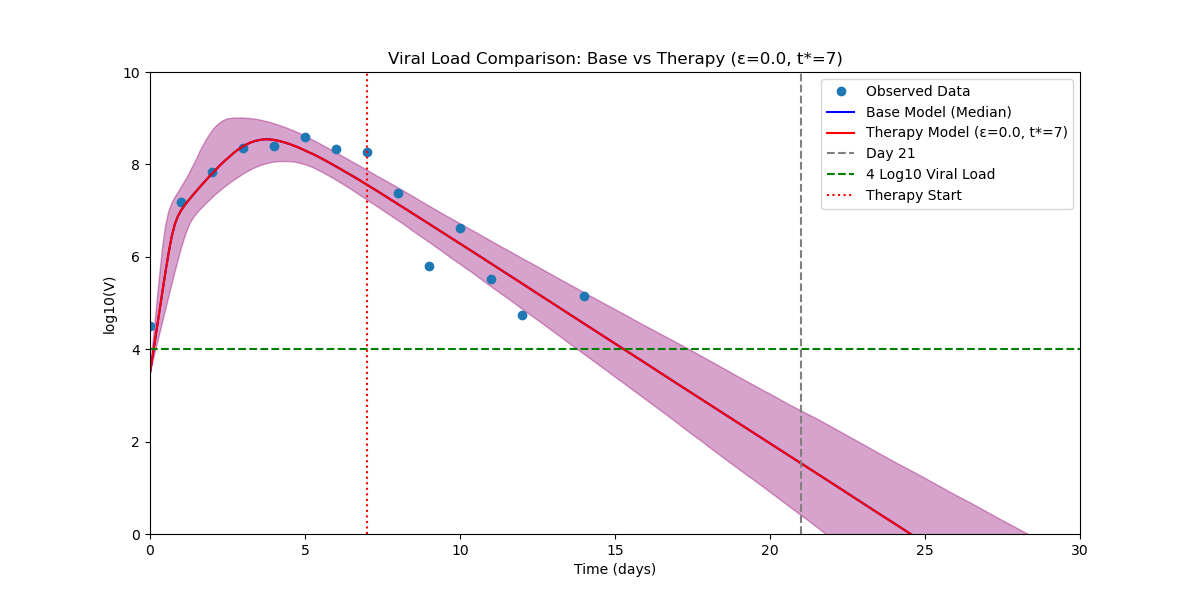 Viral Load Comparison: Base vs Therapy (ε=0.0, t*=7)
Observed Data
Base Model (Median)
Therapy Model (ε=0.0, t*=7)
Day 21
4 Log10 Viral Load
Therapy Start
log10(V)
10
8
6
4
2
0
0 5 10 15 20 25 30
Time (days)